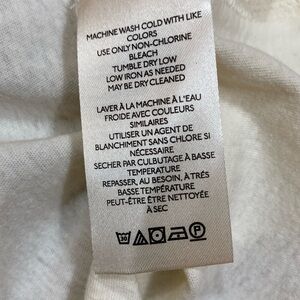 MACHINE WASH COLD WITH LIKE
COLORS
USE ONLY NON-CHLORINE
BLEACH
TUMBLE DRY LOW
LOW IRON AS NEEDED
MAY BE DRY CLEANED
LAVER À LA MACHINE À L'EAU
FROIDE AVEC COULEURS
SIMILAIRES
UTILISER UN AGENT DE
BLANCHIMENT SANS CHLORE SI
NÉCESSAIRE
SECHER PAR CULBUTAGE À BASSE
TEMPERATURE
REPASSER, AU BESOIN, À TRÈS
BASSE TEMPÉRATURE
PEUT-ÊTRE ÊTRE NETTOYÉE
À SEC
30 P